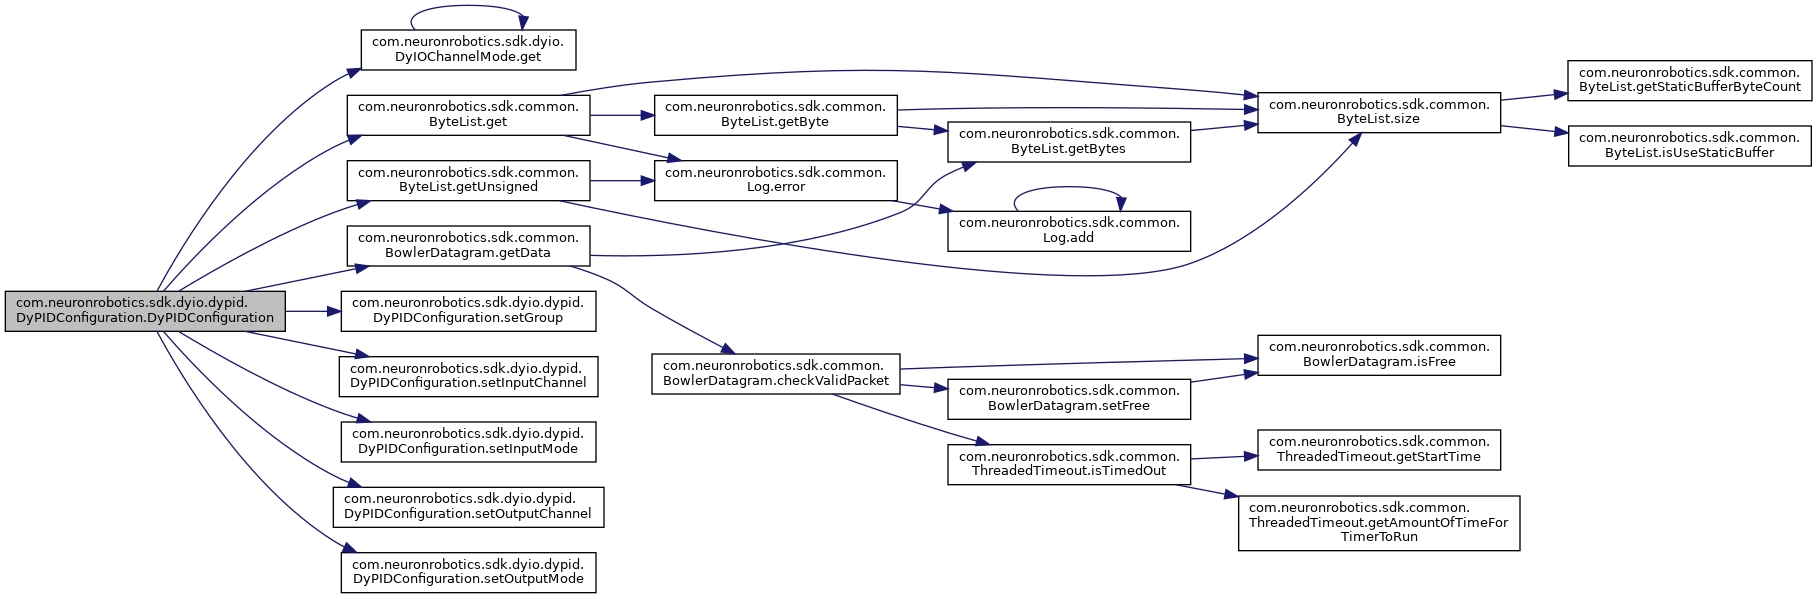 com.neuronrobotics.sdk.dyio.
DyIOChannelMode.get
com.neuronrobotics.sdk.common.
ByteList.get
com.neuronrobotics.sdk.common.
ByteList.getUnsigned
com.neuronrobotics.sdk.common.
BowlerDatagram.getData
com.neuronrobotics.sdk.dyio.dypid.
DyPIDConfiguration.DyPIDConfiguration
com.neuronrobotics.sdk.dyio.dypid.
DyPIDConfiguration.setGroup
com.neuronrobotics.sdk.dyio.dypid.
DyPIDConfiguration.setInputChannel
com.neuronrobotics.sdk.dyio.dypid.
DyPIDConfiguration.setInputMode
com.neuronrobotics.sdk.dyio.dypid.
DyPIDConfiguration.setOutputChannel
com.neuronrobotics.sdk.dyio.dypid.
DyPIDConfiguration.setOutputMode
com.neuronrobotics.sdk.common.
ByteList.getByte
com.neuronrobotics.sdk.common.
Log.error
com.neuronrobotics.sdk.common.
BowlerDatagram.checkValidPacket
com.neuronrobotics.sdk.common.
ByteList.getBytes
com.neuronrobotics.sdk.common.
Log.add
com.neuronrobotics.sdk.common.
BowlerDatagram.setFree
com.neuronrobotics.sdk.common.
ThreadedTimeout.isTimedOut
com.neuronrobotics.sdk.common.
ByteList.size
com.neuronrobotics.sdk.common.
BowlerDatagram.isFree
com.neuronrobotics.sdk.common.
ThreadedTimeout.getStartTime
com.neuronrobotics.sdk.common.
ThreadedTimeout.getAmountOfTimeFor
TimerToRun
com.neuronrobotics.sdk.common.
ByteList.getStaticBufferByteCount
com.neuronrobotics.sdk.common.
ByteList.isUseStaticBuffer